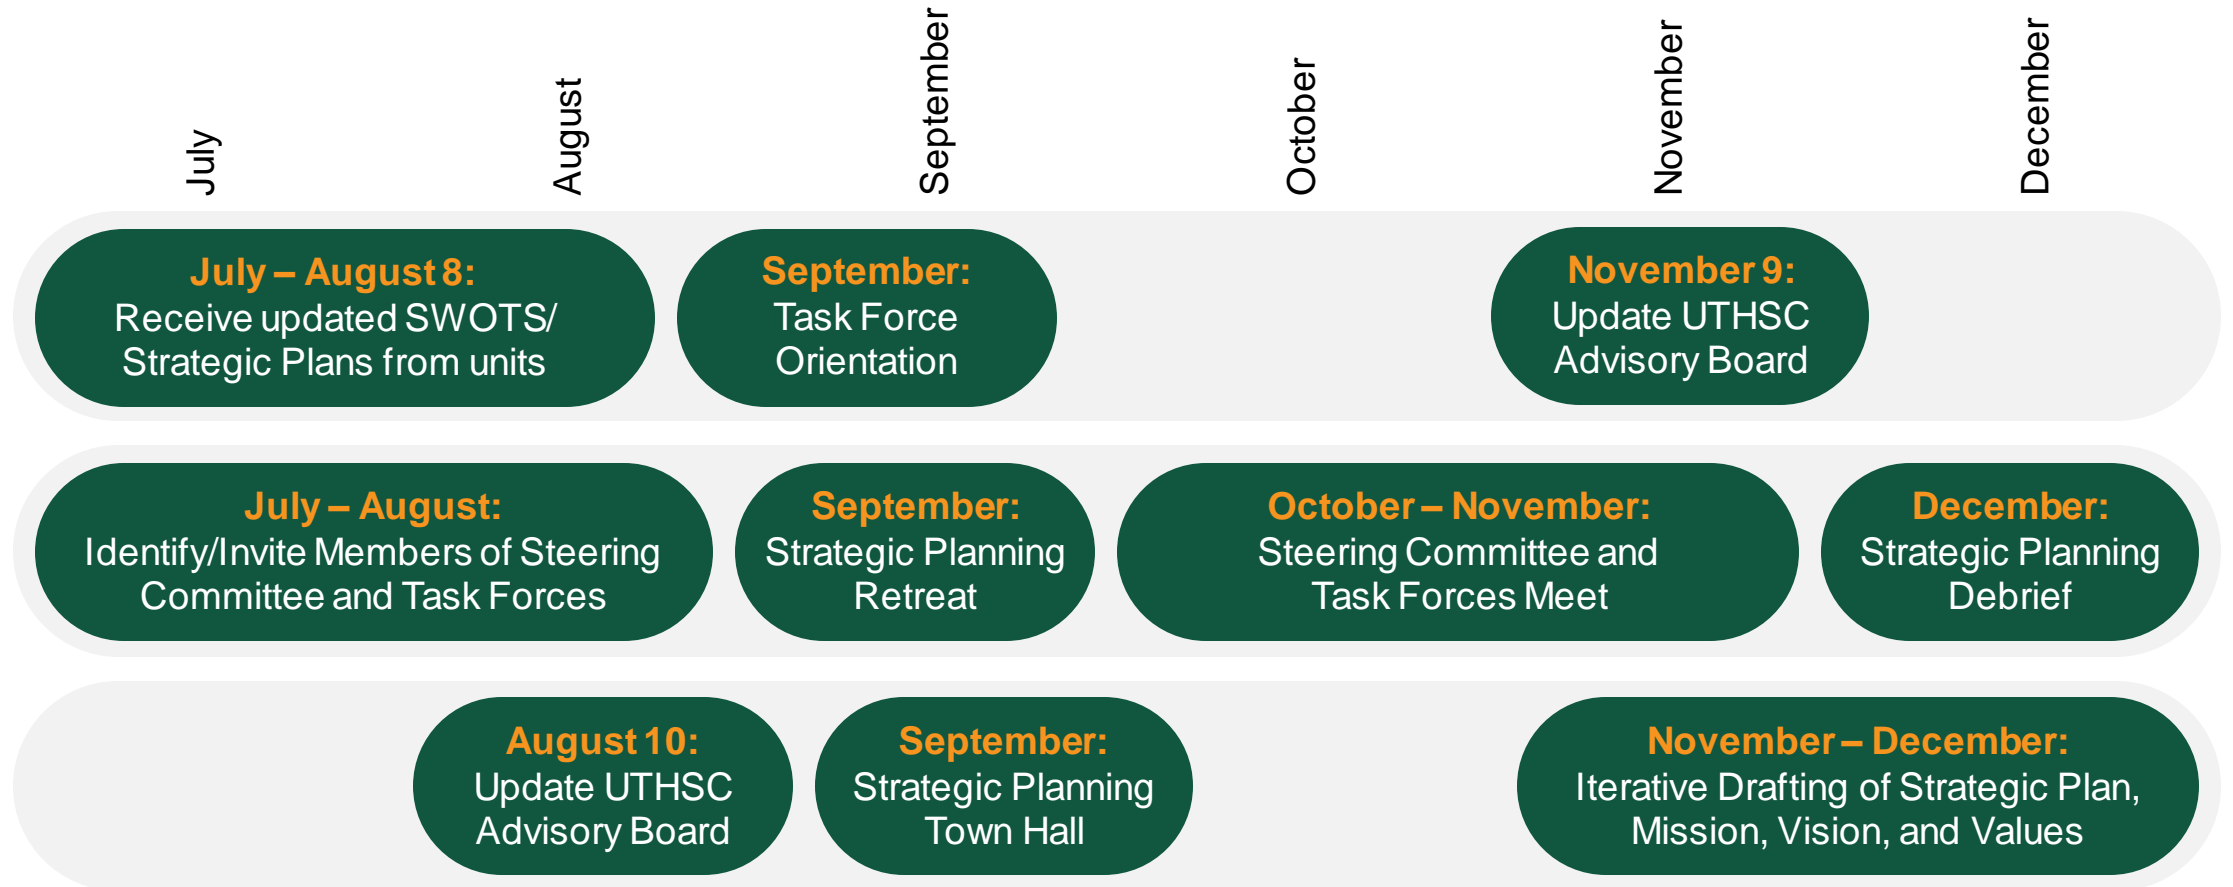 July
August
September
October
November
December
July – August 8:
Receive updated SWOTS/
Strategic Plans from units
September:
Task Force
Orientation
November 9:
Update UTHSC
Advisory Board
July – August:
Identify/Invite Members of Steering
Committee and Task Forces
September:
Strategic Planning
Retreat
October – November:
Steering Committee and
Task Forces Meet
December:
Strategic Planning
Debrief
August 10:
Update UTHSC
Advisory Board
September:
Strategic Planning
Town Hall
November – December:
Iterative Drafting of Strategic Plan,
Mission, Vision, and Values